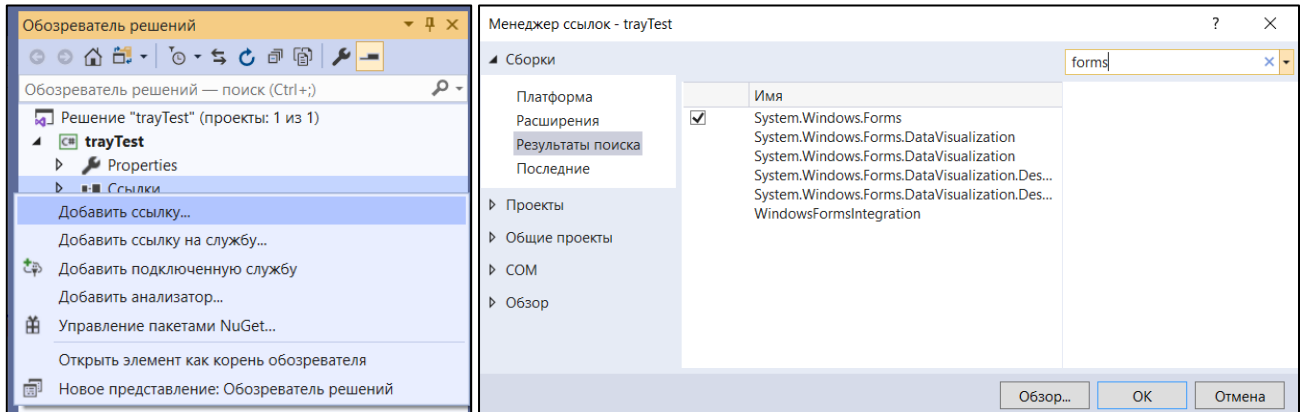 Обозреватель решений
Обозреватель решений — поиск (Ctrl+;)
Решение "trayTest" (проекты: 1 из 1)
C# trayTest
Properties
Ссылки
Добавить ссылку...
Добавить ссылку на службу...
Добавить подключенную службу
Добавить анализатор...
Управление пакетами NuGet...
Открыть элемент как корень обозревателя
Новое представление: Обозреватель решений
Менеджер ссылок - trayTest
?
Сборки
forms
Платформа
Расширения
Результаты поиска
Последние
Проекты
Общие проекты
COM
Обзор
Имя
System.Windows.Forms
System.Windows.Forms.DataVisualization
System.Windows.Forms.DataVisualization
System.Windows.Forms.DataVisualization.Des...
System.Windows.Forms.DataVisualization.Des...
WindowsFormsIntegration
Обзор...
ОК
Отмена